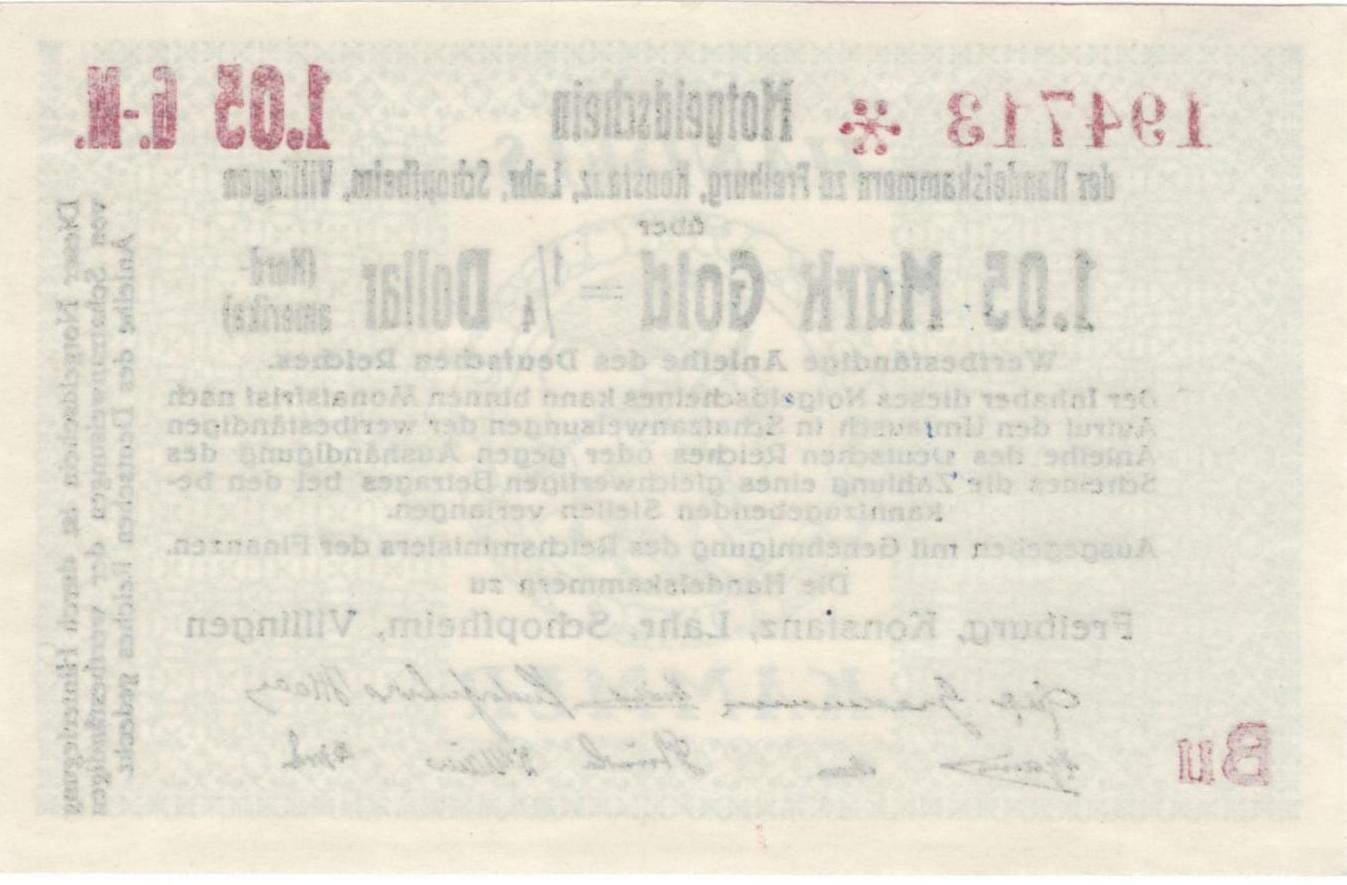 194713 * Notgeldschein 1.05 G.-M.
der Handelskammern zu Freiburg, Konstanz, Lahr, Schopfheim, Villingen
über
1.05 Mark Gold = 1/4 Dollar (Nord-
amerika)
Wertbeständige Anleihe des Deutschen Reiches.
Der Inhaber dieses Notgeldscheines kann binnen Monatsfrist nach
Aufruf den Umtausch in Schatzanweisungen der wertbeständigen
Anleihe des Deutschen Reiches oder gegen Aushändigung des
Scheines die Zahlung eines gleichwertigen Betrages bei den be-
kanntzugebenden Stellen verlangen.
Ausgegeben mit Genehmigung des Reichsministers der Finanzen.
Die Handelskammern zu
Freiburg, Konstanz, Lahr, Schopfheim, Villingen
BII
Dieser Notgeldschein ist durch Hinterlegung
von Schatzanweisungen der wertbeständigen
Anleihe des Deutschen Reiches gedeckt